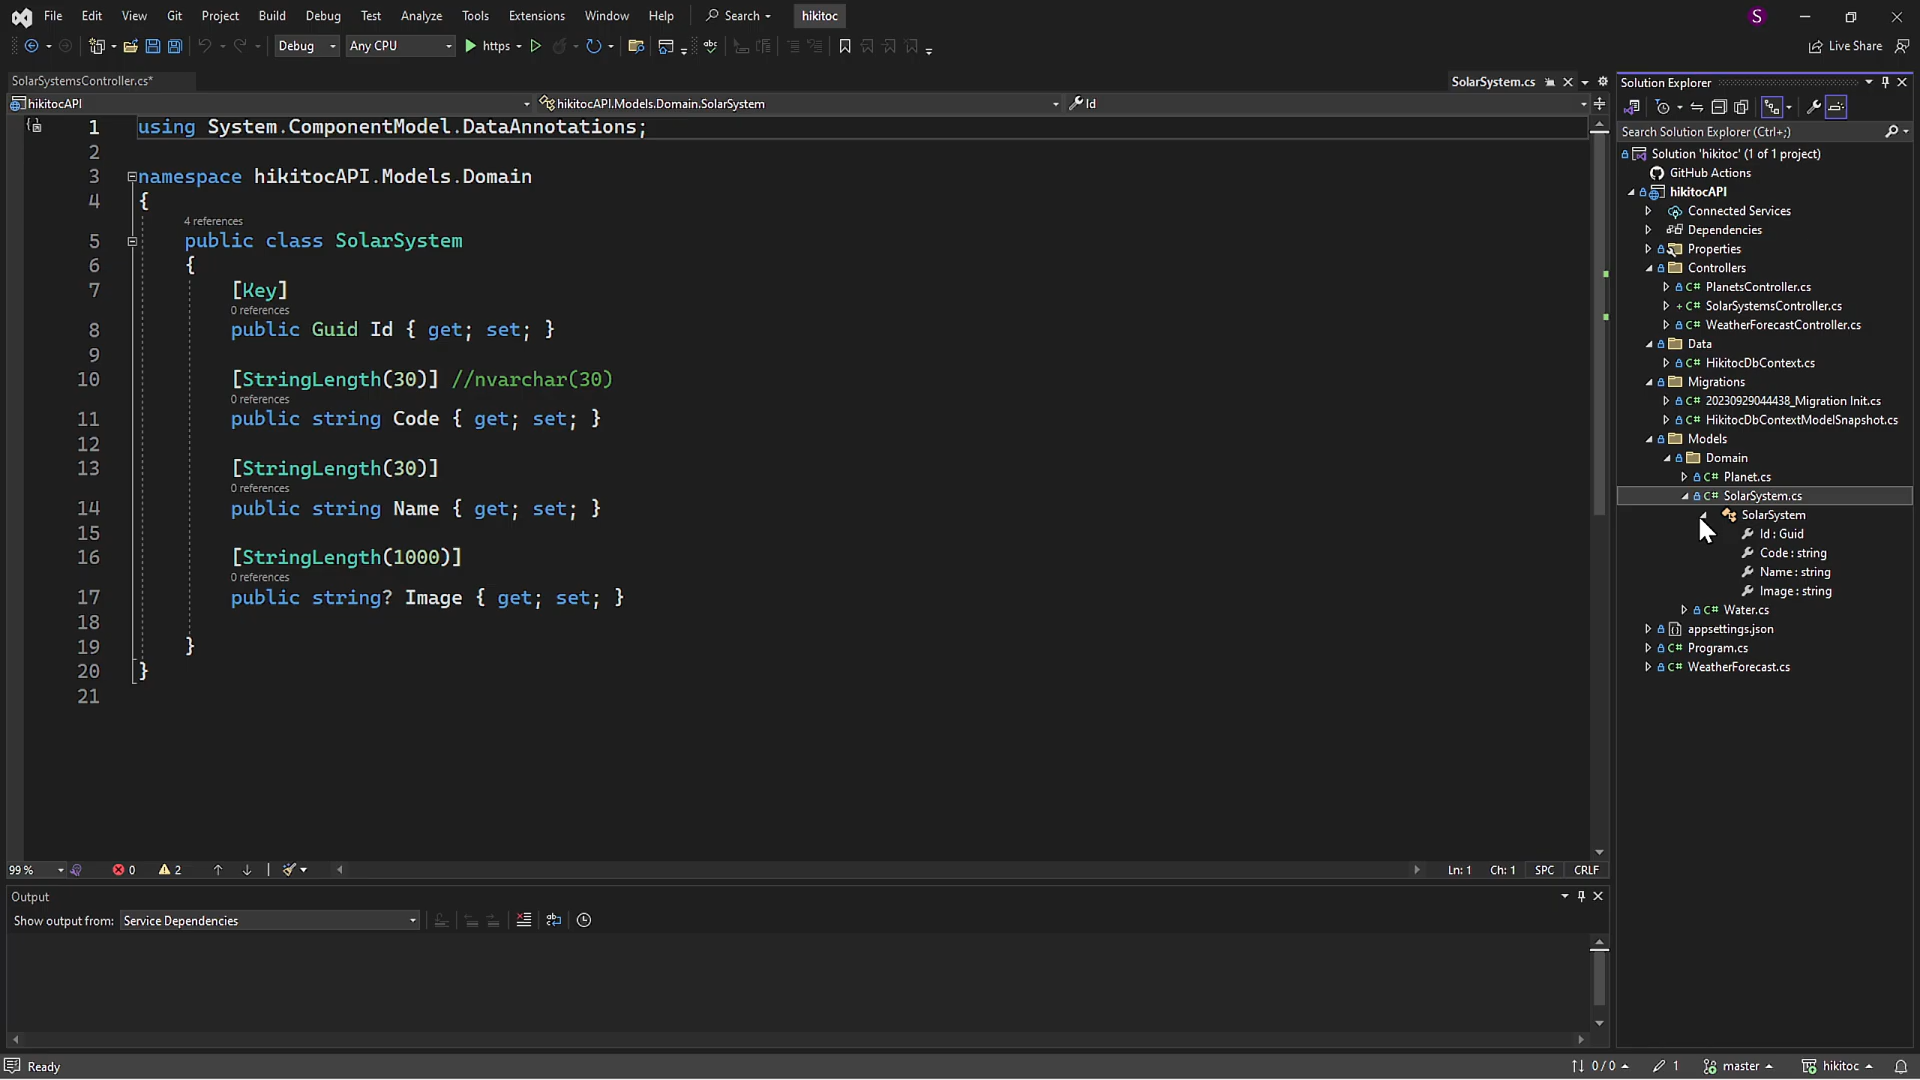 File Edit View Git Project Build Debug Test Analyze Tools Extensions Window Help Search hikitoc S
Debug Any CPU https Live Share
SolarSystemsController.cs* SolarSystem.cs
hikitocAPI hikitocAPI.Models.Domain.SolarSystem Id
1 using System.ComponentModel.DataAnnotations;
2
3 namespace hikitocAPI.Models.Domain
4 {
4 references
5 public class SolarSystem
6 {
7 [Key]
0 references
8 public Guid Id { get; set; }
9
10 [StringLength(30)] //nvarchar(30)
0 references
11 public string Code { get; set; }
12
13 [StringLength(30)]
0 references
14 public string Name { get; set; }
15
16 [StringLength(1000)]
0 references
17 public string? Image { get; set; }
18
19 }
20 }
21
99 % 0 2 Ln: 1 Ch: 1 SPC CRLF
Output
Show output from: Service Dependencies
Solution Explorer
Search Solution Explorer (Ctrl+;)
Solution 'hikitoc' (1 of 1 project)
GitHub Actions
hikitocAPI
Connected Services
Dependencies
Properties
Controllers
C# PlanetsController.cs
+ C# SolarSystemsController.cs
C# WeatherForecastController.cs
Data
C# HikitocDbContext.cs
Migrations
C# 20230929044438_Migration Init.cs
C# HikitocDbContextModelSnapshot.cs
Models
Domain
C# Planet.cs
C# SolarSystem.cs
SolarSystem
Id : Guid
Code : string
Name : string
Image : string
C# Water.cs
appsettings.json
C# Program.cs
C# WeatherForecast.cs
Ready 0 / 0 1 master hikitoc